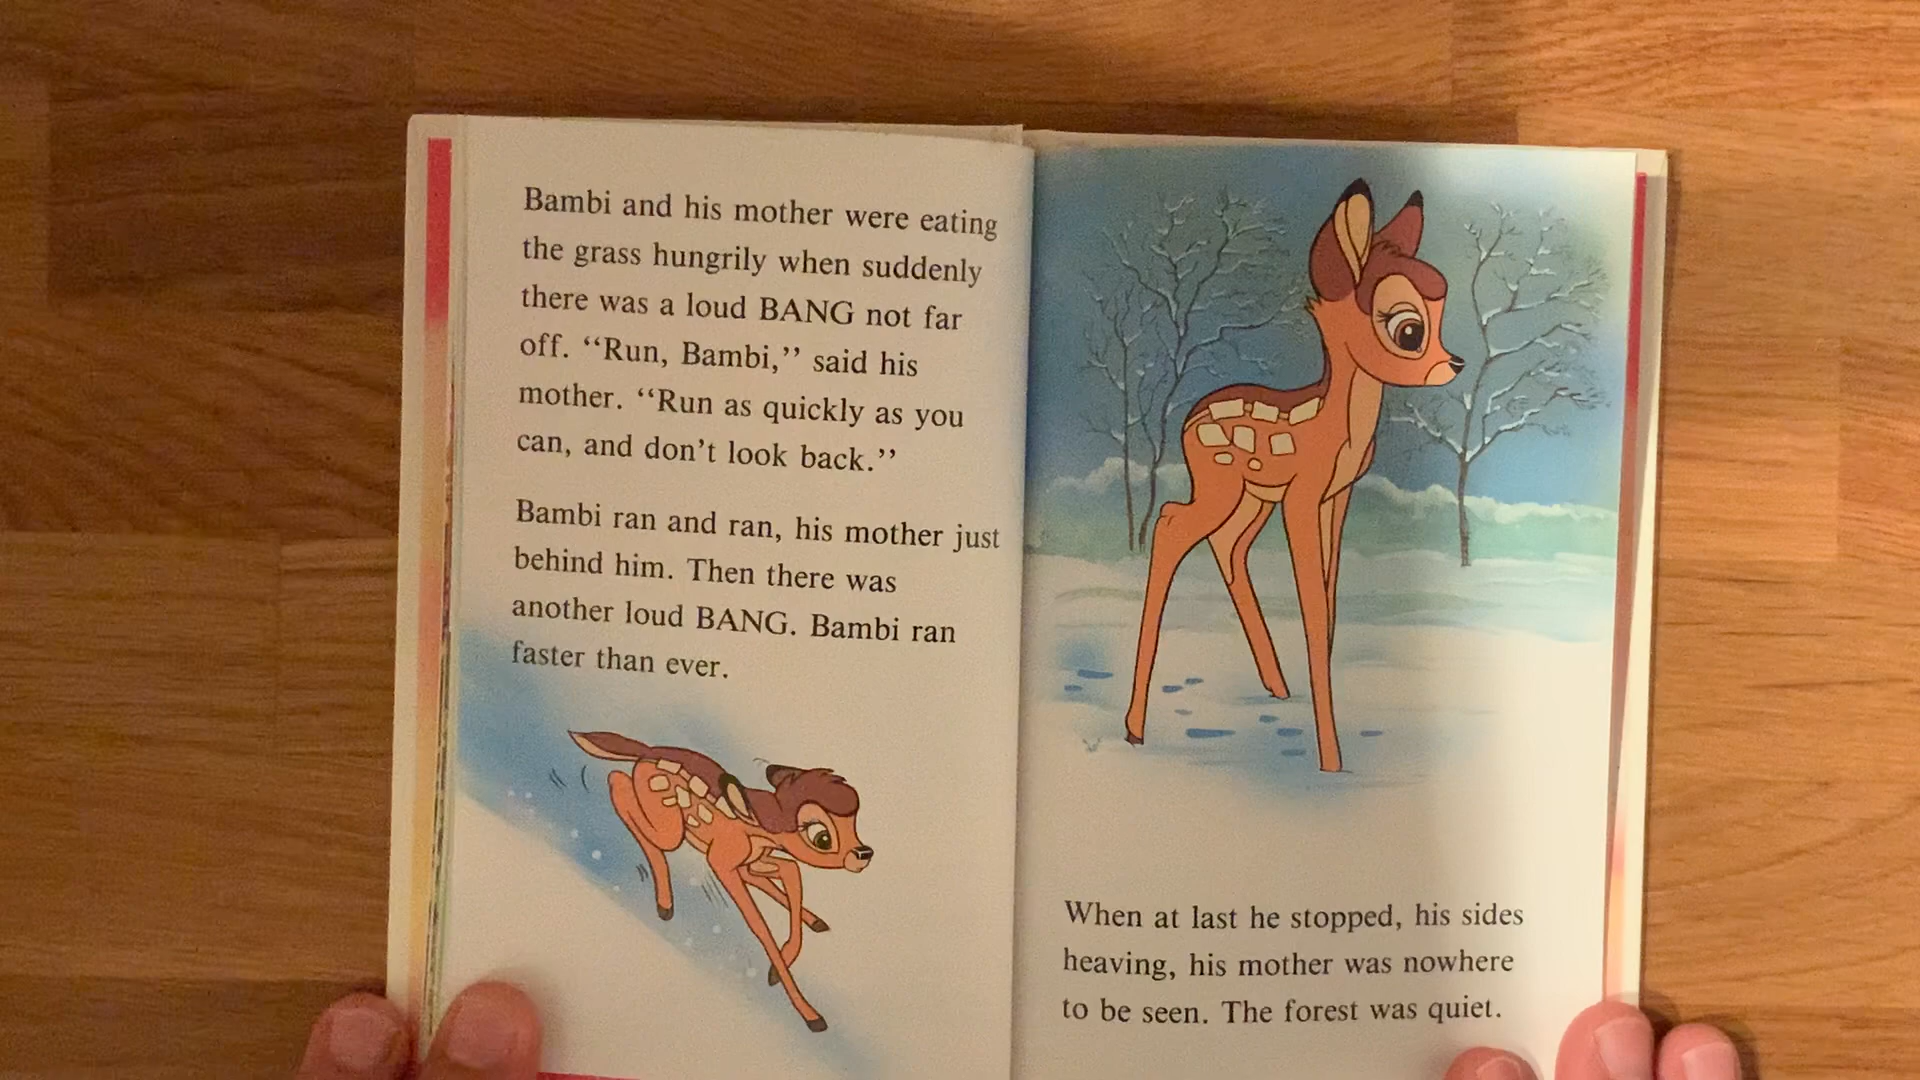 Bambi and his mother were eating
the grass hungrily when suddenly
there was a loud BANG not far
off. ‘‘Run, Bambi,’’ said his
mother. ‘‘Run as quickly as you
can, and don’t look back.’’
Bambi ran and ran, his mother just
behind him. Then there was
another loud BANG. Bambi ran
faster than ever.
When at last he stopped, his sides
heaving, his mother was nowhere
to be seen. The forest was quiet.